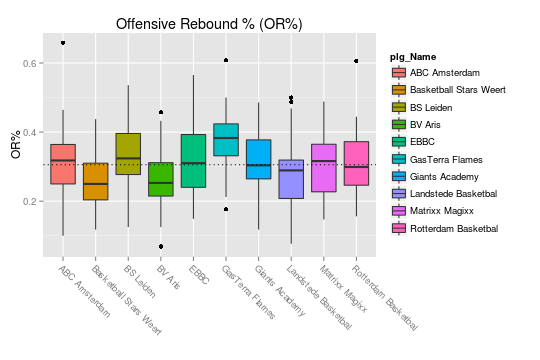 Offensive Rebound % (OR%)
OR%
0.6
0.4
0.2
ABC Amsterdam
Basketball Stars Weert
BS Leiden
BV Aris
EBBC
GasTerra Flames
Giants Academy
Landstede Basketbal
Matrixx Magixx
Rotterdam Basketbal
plg_Name
ABC Amsterdam
Basketball Stars Weert
BS Leiden
BV Aris
EBBC
GasTerra Flames
Giants Academy
Landstede Basketbal
Matrixx Magixx
Rotterdam Basketbal